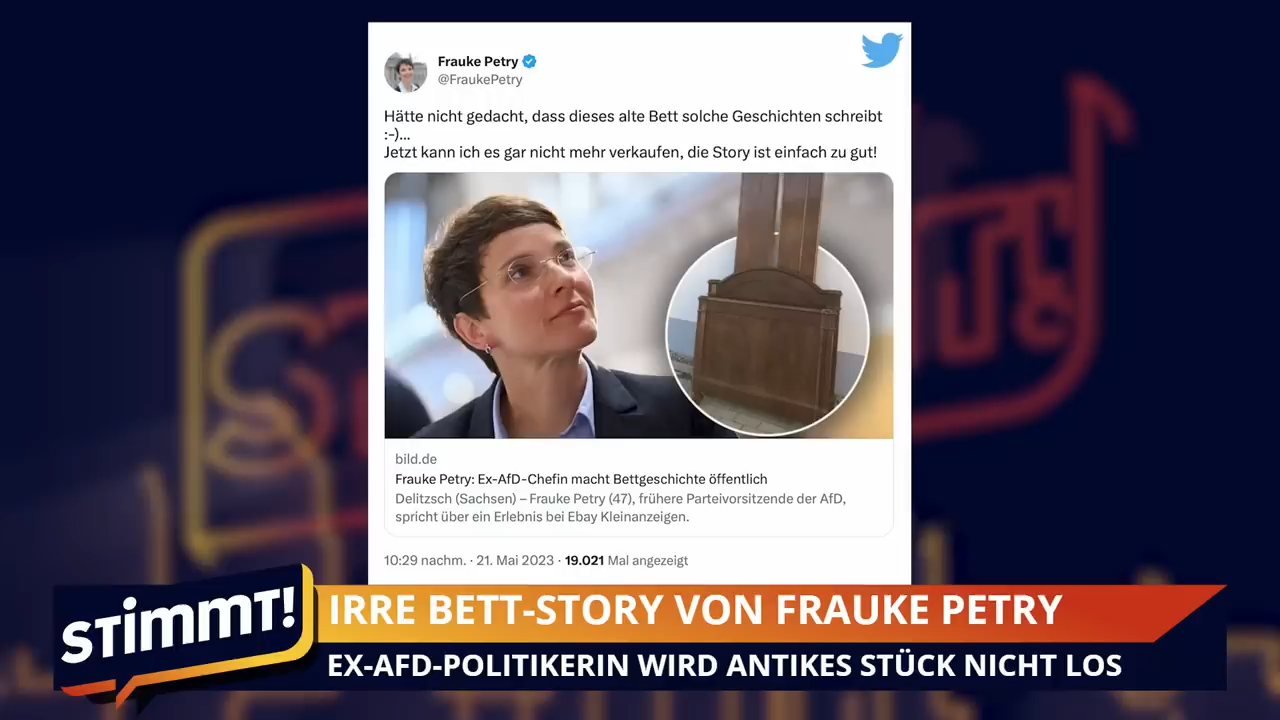 Frauke Petry
@FraukePetry
Hätte nicht gedacht, dass dieses alte Bett solche Geschichten schreibt
:-)...
Jetzt kann ich es gar nicht mehr verkaufen, die Story ist einfach zu gut!
bild.de
Frauke Petry: Ex-AfD-Chefin macht Bettgeschichte öffentlich
Delitzsch (Sachsen) – Frauke Petry (47), frühere Parteivorsitzende der AfD,
spricht über ein Erlebnis bei Ebay Kleinanzeigen.
10:29 nachm. · 21. Mai 2023 · 19.021 Mal angezeigt
STimmT!
IRRE BETT-STORY VON FRAUKE PETRY
EX-AFD-POLITIKERIN WIRD ANTIKES STÜCK NICHT LOS